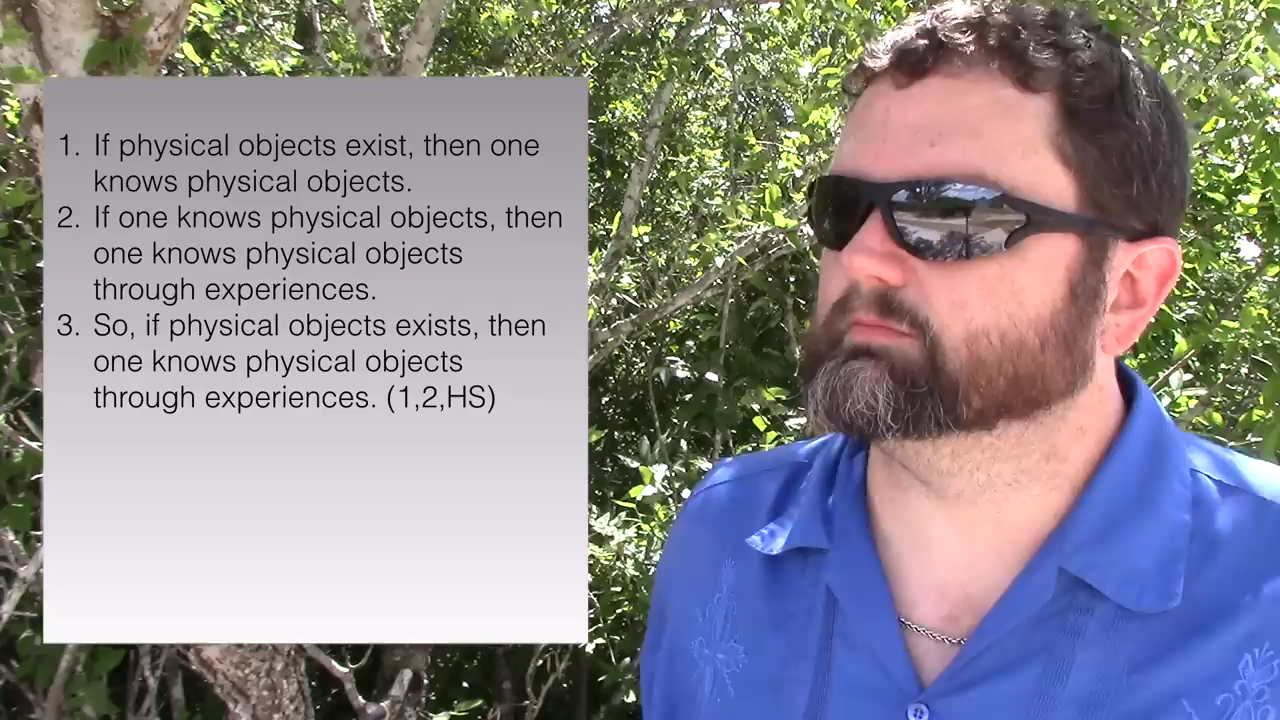 1. If physical objects exist, then one
knows physical objects.
2. If one knows physical objects, then
one knows physical objects
through experiences.
3. So, if physical objects exists, then
one knows physical objects
through experiences. (1,2,HS)